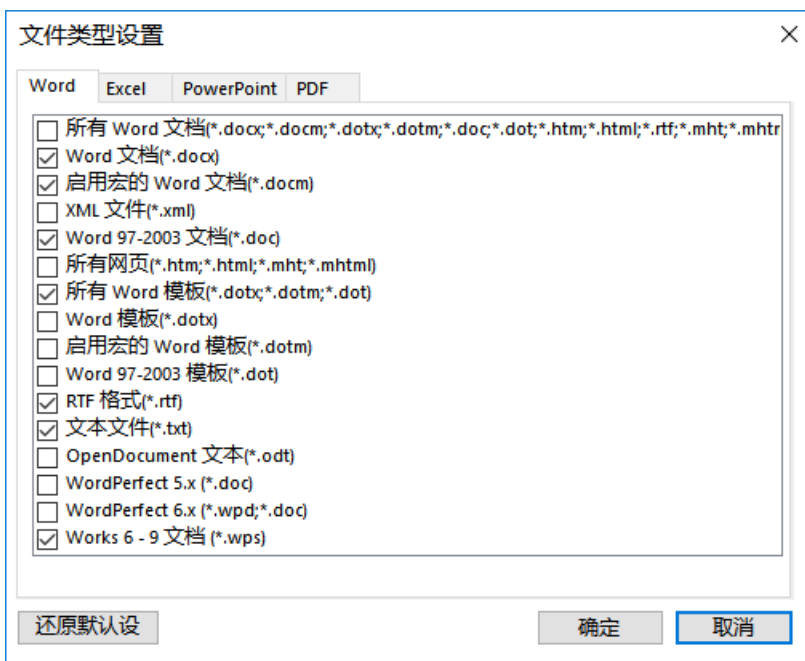 文件类型设置
Word Excel PowerPoint PDF
所有 Word 文档(*.docx;*.docm;*.dotx;*.dotm;*.doc;*.dot;*.htm;*.html;*.rtf;*.mht;*.mhtr
Word 文档(*.docx)
启用宏的 Word 文档(*.docm)
XML 文件(*.xml)
Word 97-2003 文档(*.doc)
所有网页(*.htm;*.html;*.mht;*.mhtml)
所有 Word 模板(*.dotx;*.dotm;*.dot)
Word 模板(*.dotx)
启用宏的 Word 模板(*.dotm)
Word 97-2003 模板(*.dot)
RTF 格式(*.rtf)
文本文件(*.txt)
OpenDocument 文本(*.odt)
WordPerfect 5.x (*.doc)
WordPerfect 6.x (*.wpd;*.doc)
Works 6 - 9 文档 (*.wps)
还原默认设 确定 取消